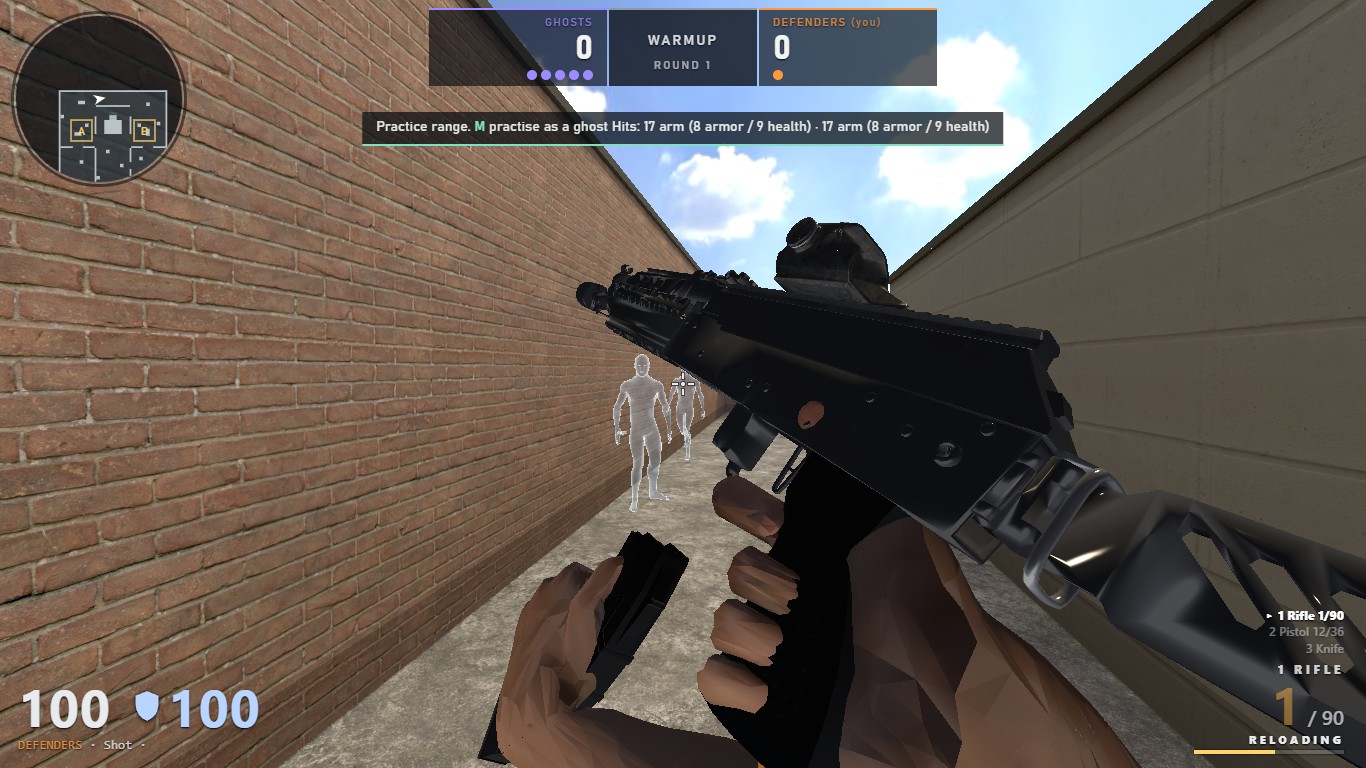 GHOSTS
0
WARMUP
ROUND 1
DEFENDERS (you)
0
Practice range. M practise as a ghost Hits: 17 arm (8 armor / 9 health) · 17 arm (8 armor / 9 health)
A
B
▸ 1 Rifle 1/90
2 Pistol 12/36
3 Knife
1 RIFLE
1 / 90
RELOADING
100 100
DEFENDERS · Shot ·